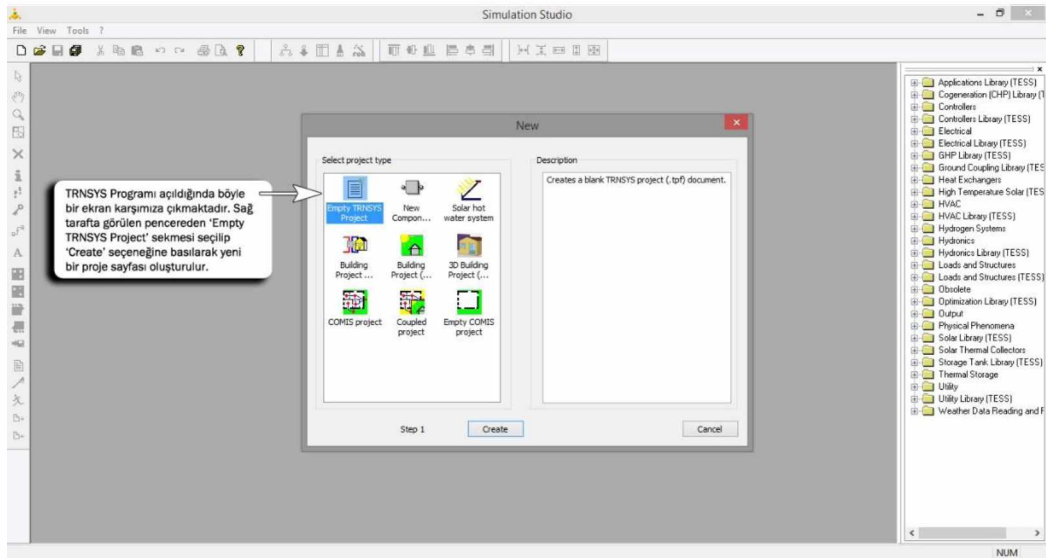 Simulation Studio
File View Tools ?
New
Select project type
Description
Empty TRNSYS
Project
New
Compon...
Solar hot
water system
Building
Project ...
Building
Project (...
3D Building
Project (...
COMIS project
Coupled
project
Empty COMIS
project
Creates a blank TRNSYS project (.tpf) document.
Step 1
Create
Cancel
TRNSYS Programı açıldığında böyle
bir ekran karşımıza çıkmaktadır. Sağ
tarafta görülen pencereden ‘Empty
TRNSYS Project’ sekmesi seçilip
‘Create’ seçeneğine basılarak yeni
bir proje sayfası oluşturulur.
Applications Library (TESS)
Cogeneration (CHP) Library (T
Controllers
Controllers Library (TESS)
Electrical
Electrical Library (TESS)
GHP Library (TESS)
Ground Coupling Library (TES
Heat Exchangers
High Temperature Solar (TES
HVAC
HVAC Library (TESS)
Hydrogen Systems
Hydronics
Hydronics Library (TESS)
Loads and Structures
Loads and Structures (TESS)
Obsolete
Optimization Library (TESS)
Output
Physical Phenomena
Solar Library (TESS)
Solar Thermal Collectors
Storage Tank Library (TESS)
Thermal Storage
Utility
Utility Library (TESS)
Weather Data Reading and F
NUM